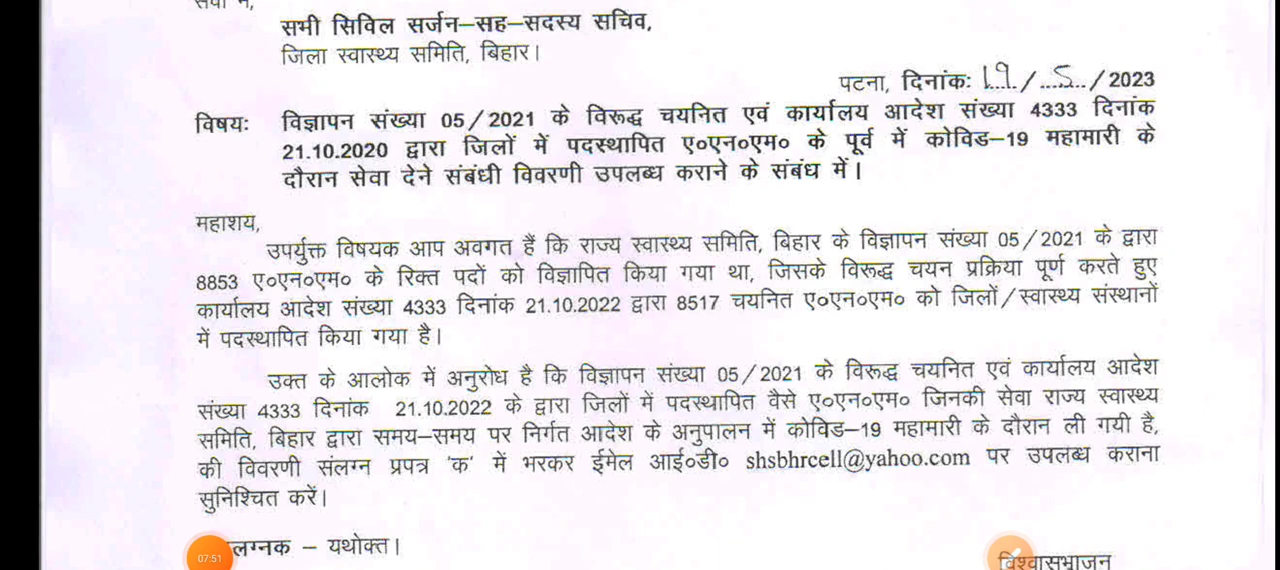 सेवा में,
सभी सिविल सर्जन–सह–सदस्य सचिव,
जिला स्वास्थ्य समिति, बिहार।
पटना, दिनांकः 19/5/2023
विषयः विज्ञापन संख्या 05/2021 के विरूद्ध चयनित एवं कार्यालय आदेश संख्या 4333 दिनांक
21.10.2020 द्वारा जिलों में पदस्थापित ए०एन०एम० के पूर्व में कोविड–19 महामारी के
दौरान सेवा देने संबंधी विवरणी उपलब्ध कराने के संबंध में।
महाशय,
उपर्युक्त विषयक आप अवगत हैं कि राज्य स्वास्थ्य समिति, बिहार के विज्ञापन संख्या 05/2021 के द्वारा
8853 ए०एन०एम० के रिक्त पदों को विज्ञापित किया गया था, जिसके विरूद्ध चयन प्रक्रिया पूर्ण करते हुए
कार्यालय आदेश संख्या 4333 दिनांक 21.10.2022 द्वारा 8517 चयनित ए०एन०एम० को जिलों/स्वास्थ्य संस्थानों
में पदस्थापित किया गया है।
उक्त के आलोक में अनुरोध है कि विज्ञापन संख्या 05/2021 के विरूद्ध चयनित एवं कार्यालय आदेश
संख्या 4333 दिनांक 21.10.2022 के द्वारा जिलों में पदस्थापित वैसे ए०एन०एम० जिनकी सेवा राज्य स्वास्थ्य
समिति, बिहार द्वारा समय–समय पर निर्गत आदेश के अनुपालन में कोविड–19 महामारी के दौरान ली गयी है,
की विवरणी संलग्न प्रपत्र 'क' में भरकर ईमेल आई०डी० shsbhrcell@yahoo.com पर उपलब्ध कराना
सुनिश्चित करें।
लग्नक – यथोक्त।
07:51
विश्वासभाजन